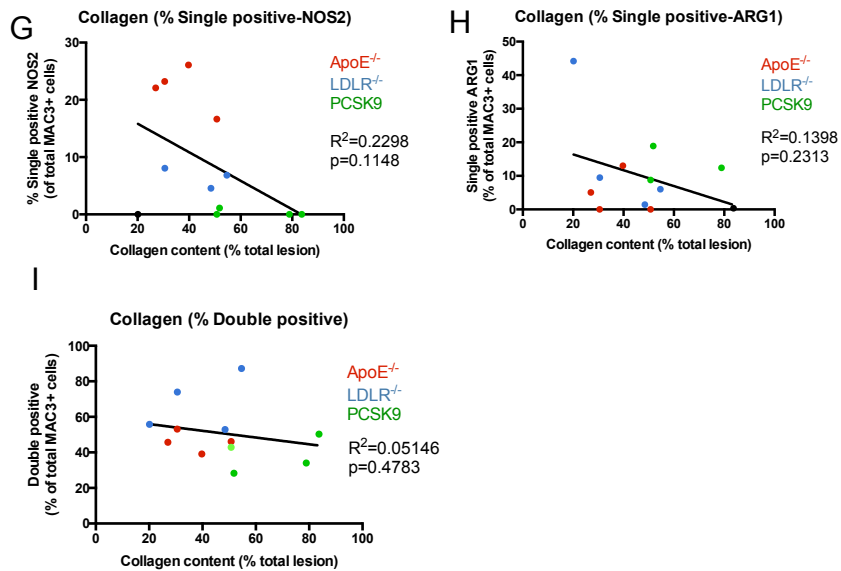 G
Collagen (% Single positive-NOS2)
% Single positive NOS2
(of total MAC3+ cells)
30
20
10
0
0 20 40 60 80 100
Collagen content (% total lesion)
ApoE-/-
LDLR-/-
PCSK9
R2=0.2298
p=0.1148
H
Collagen (% Single positive-ARG1)
Single positive ARG1
(% of total MAC3+ cells)
50
40
30
20
10
0
0 20 40 60 80 100
Collagen content (% total lesion)
ApoE-/-
LDLR-/-
PCSK9
R2=0.1398
p=0.2313
I
Collagen (% Double positive)
Double positive
(% of total MAC3+ cells)
100
80
60
40
20
0
0 20 40 60 80 100
Collagen content (% total lesion)
ApoE-/-
LDLR-/-
PCSK9
R2=0.05146
p=0.4783